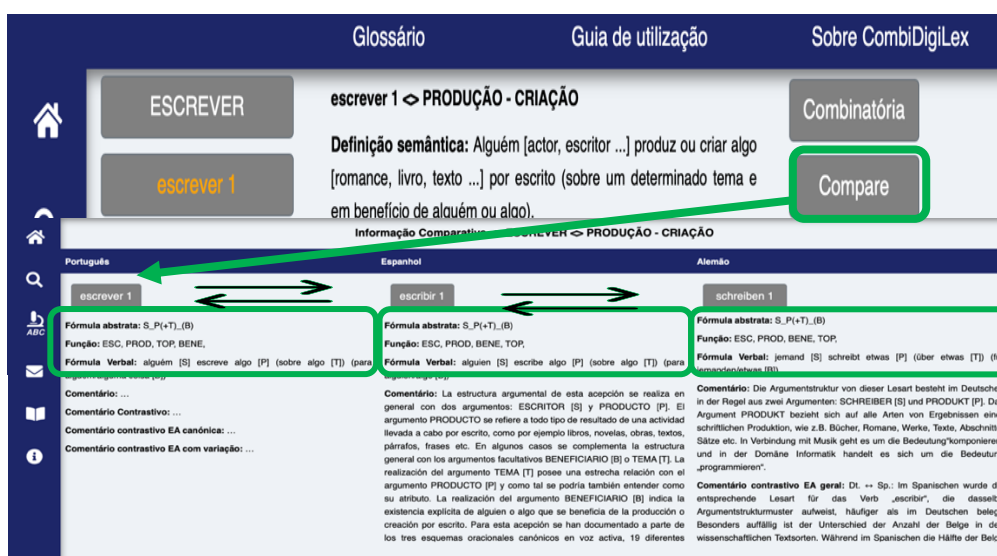 Glossário Guia de utilização Sobre CombiDigiLex
ESCREVER
escrever 1
escrever 1 <> PRODUÇÃO - CRIAÇÃO
Definição semântica: Alguém [actor, escritor ...] produz ou criar algo
[romance, livro, texto ...] por escrito (sobre um determinado tema e
em benefício de alguém ou algo).
Combinatória
Compare
Informação Comparativa ESCREVER <> PRODUÇÃO - CRIAÇÃO
Português Espanhol Alemão
ABC
escrever 1
Fórmula abstrata: S_P(+T)_(B)
Função: ESC, PROD, TOP, BENE,
Fórmula Verbal: alguém [S] escreve algo [P] (sobre algo [T]) (para
Comentário: ...
Comentário Contrastivo: ...
Comentário contrastivo EA canónica: ...
Comentário contrastivo EA com variação: ...
escribir 1
Fórmula abstrata: S_P(+T)_(B)
Função: ESC, PROD, TOP, BENE,
Fórmula Verbal: alguien [S] escribe algo [P] (sobre algo [T]) (para
Comentário: La estructura argumental de esta acepción se realiza en
general con dos argumentos: ESCRITOR [S] y PRODUCTO [P]. El
argumento PRODUCTO se refiere a todo tipo de resultado de una actividad
llevada a cabo por escrito, como por ejemplo libros, novelas, obras, textos,
párrafos, frases etc. En algunos casos se complementa la estructura
general con los argumentos facultativos BENEFICIARIO [B] o TEMA [T]. La
realización del argumento TEMA [T] posee una estrecha relación con el
argumento PRODUCTO [P] y como tal se podría también entender como
su atributo. La realización del argumento BENEFICIARIO [B] indica la
existencia explícita de alguien o algo que se beneficia de la producción o
creación por escrito. Para esta acepción se han documentado a parte de
los tres esquemas oracionales canónicos en voz activa, 19 diferentes
schreiben 1
Fórmula abstrata: S_P(+T)_(B)
Função: ESC, PROD, TOP, BENE,
Fórmula Verbal: jemand [S] schreibt etwas [P] (über etwas [T])
jemanden/etwas [B])
Comentário: Die Argumentstruktur von dieser Lesart besteht im Deutsche
in der Regel aus zwei Argumenten: SCHREIBER [S] und PRODUKT [P]. Da
Argument PRODUKT bezieht sich auf alle Arten von Ergebnissen eine
schriftlichen Produktion, wie z.B. Bücher, Romane, Werke, Texte, Abschnitt
Sätze etc. In Verbindung mit Musik geht es um die Bedeutung"komponiere
und in der Domäne Informatik handelt es sich um die Bedeutun
„programmieren".
Comentário contrastivo EA geral: Dt. ↔ Sp.: Im Spanischen wurde d
entsprechende Lesart für das Verb „escribir", die dasselb
Argumentstrukturmuster aufweist, häufiger als im Deutschen beleg
Besonders auffällig ist der Unterschied der Anzahl der Belege in de
wissenschaftlichen Textsorten. Während im Spanischen die Hälfte der Beleg